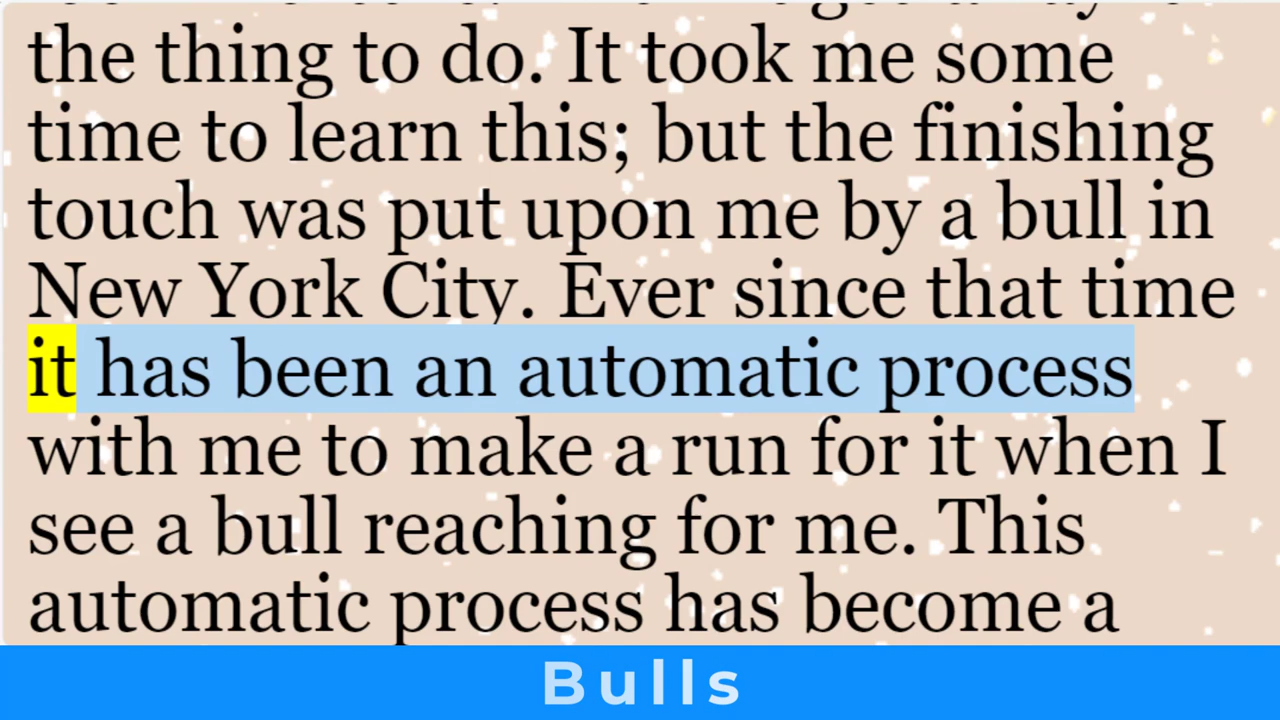 the thing to do. It took me some
time to learn this; but the finishing
touch was put upon me by a bull in
New York City. Ever since that time
it has been an automatic process
with me to make a run for it when I
see a bull reaching for me. This
automatic process has become a
Bulls